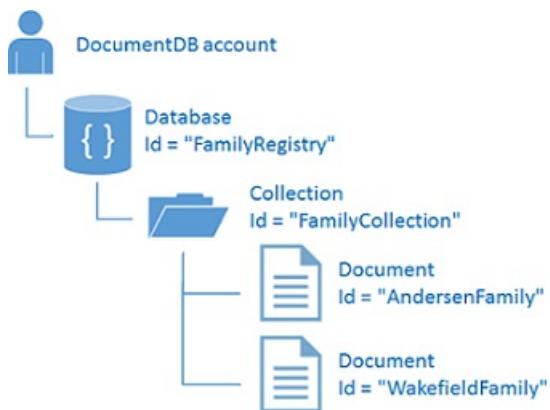 DocumentDB account
{ }
Database
Id = "FamilyRegistry"
Collection
Id = "FamilyCollection"
Document
Id = "AndersenFamily"
Document
Id = "WakefieldFamily"